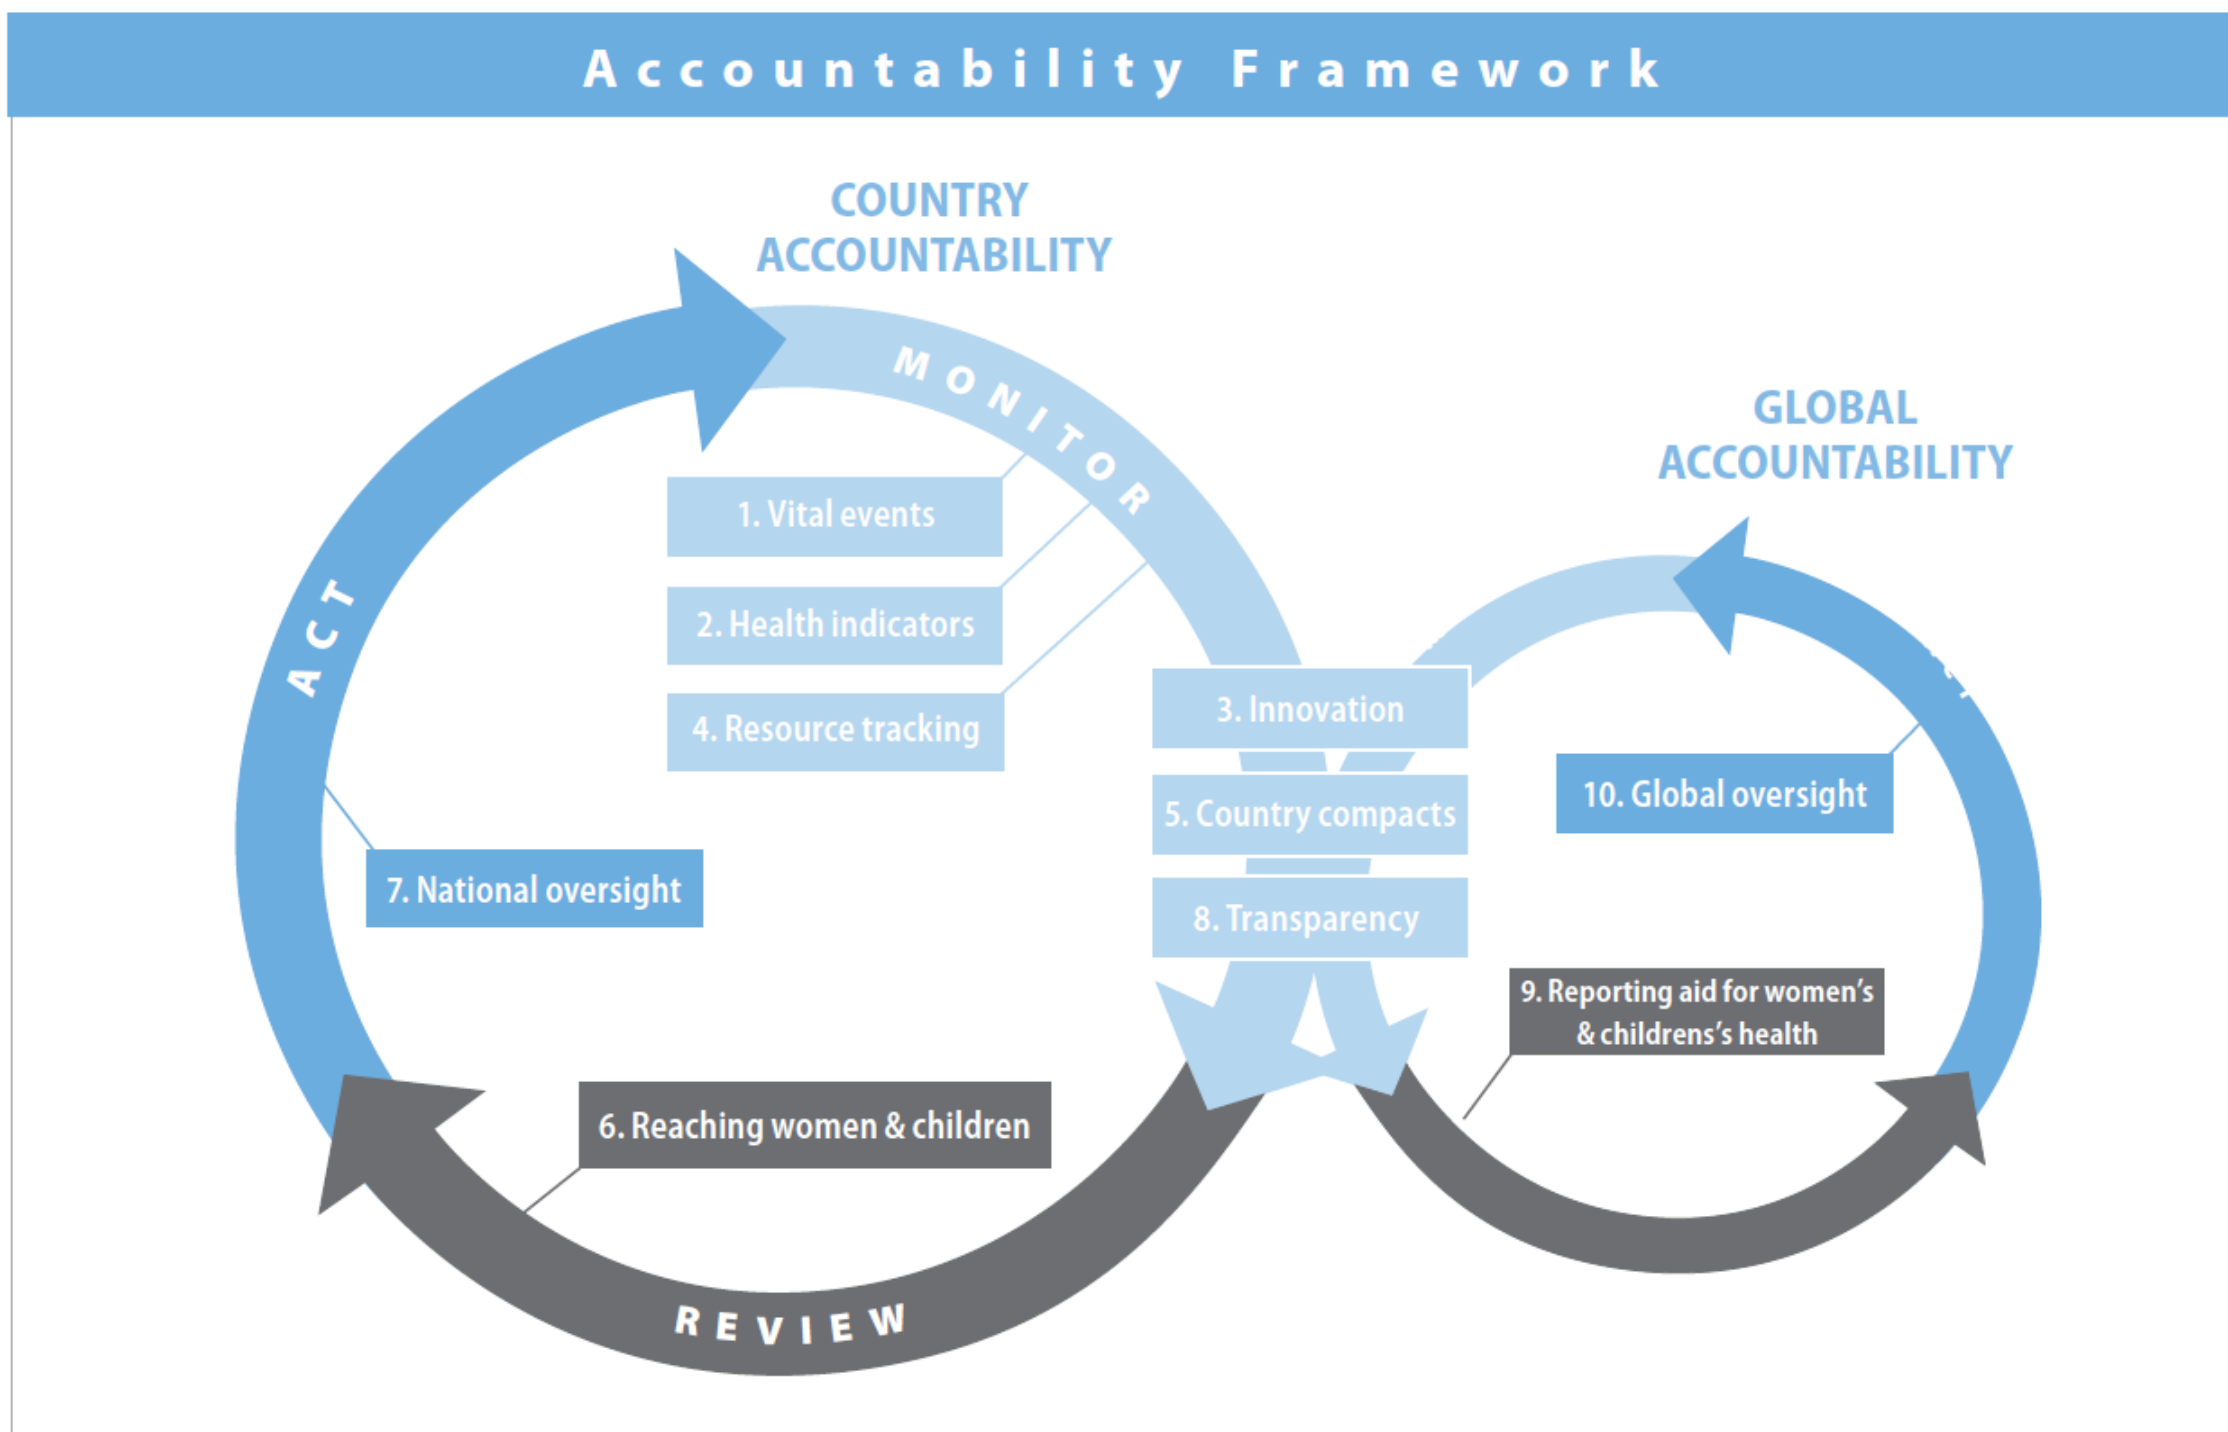 Accountability Framework
COUNTRY
ACCOUNTABILITY
MONITOR
GLOBAL
ACCOUNTABILITY
1. Vital events
ACT
2. Health indicators
3. Innovation
4. Resource tracking
5. Country compacts
10. Global oversight
7. National oversight
8. Transparency
9. Reporting aid for women's
& childrens's health
6. Reaching women & children
REVIEW